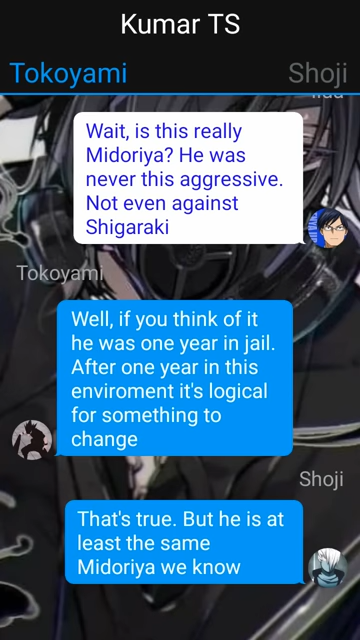 Kumar TS
Tokoyami
Shoji
Iida
Wait, is this really
Midoriya? He was
never this aggressive.
Not even against
Shigaraki
Tokoyami
Well, if you think of it
he was one year in jail.
After one year in this
enviroment it's logical
for something to
change
Shoji
That's true. But he is at
least the same
Midoriya we know